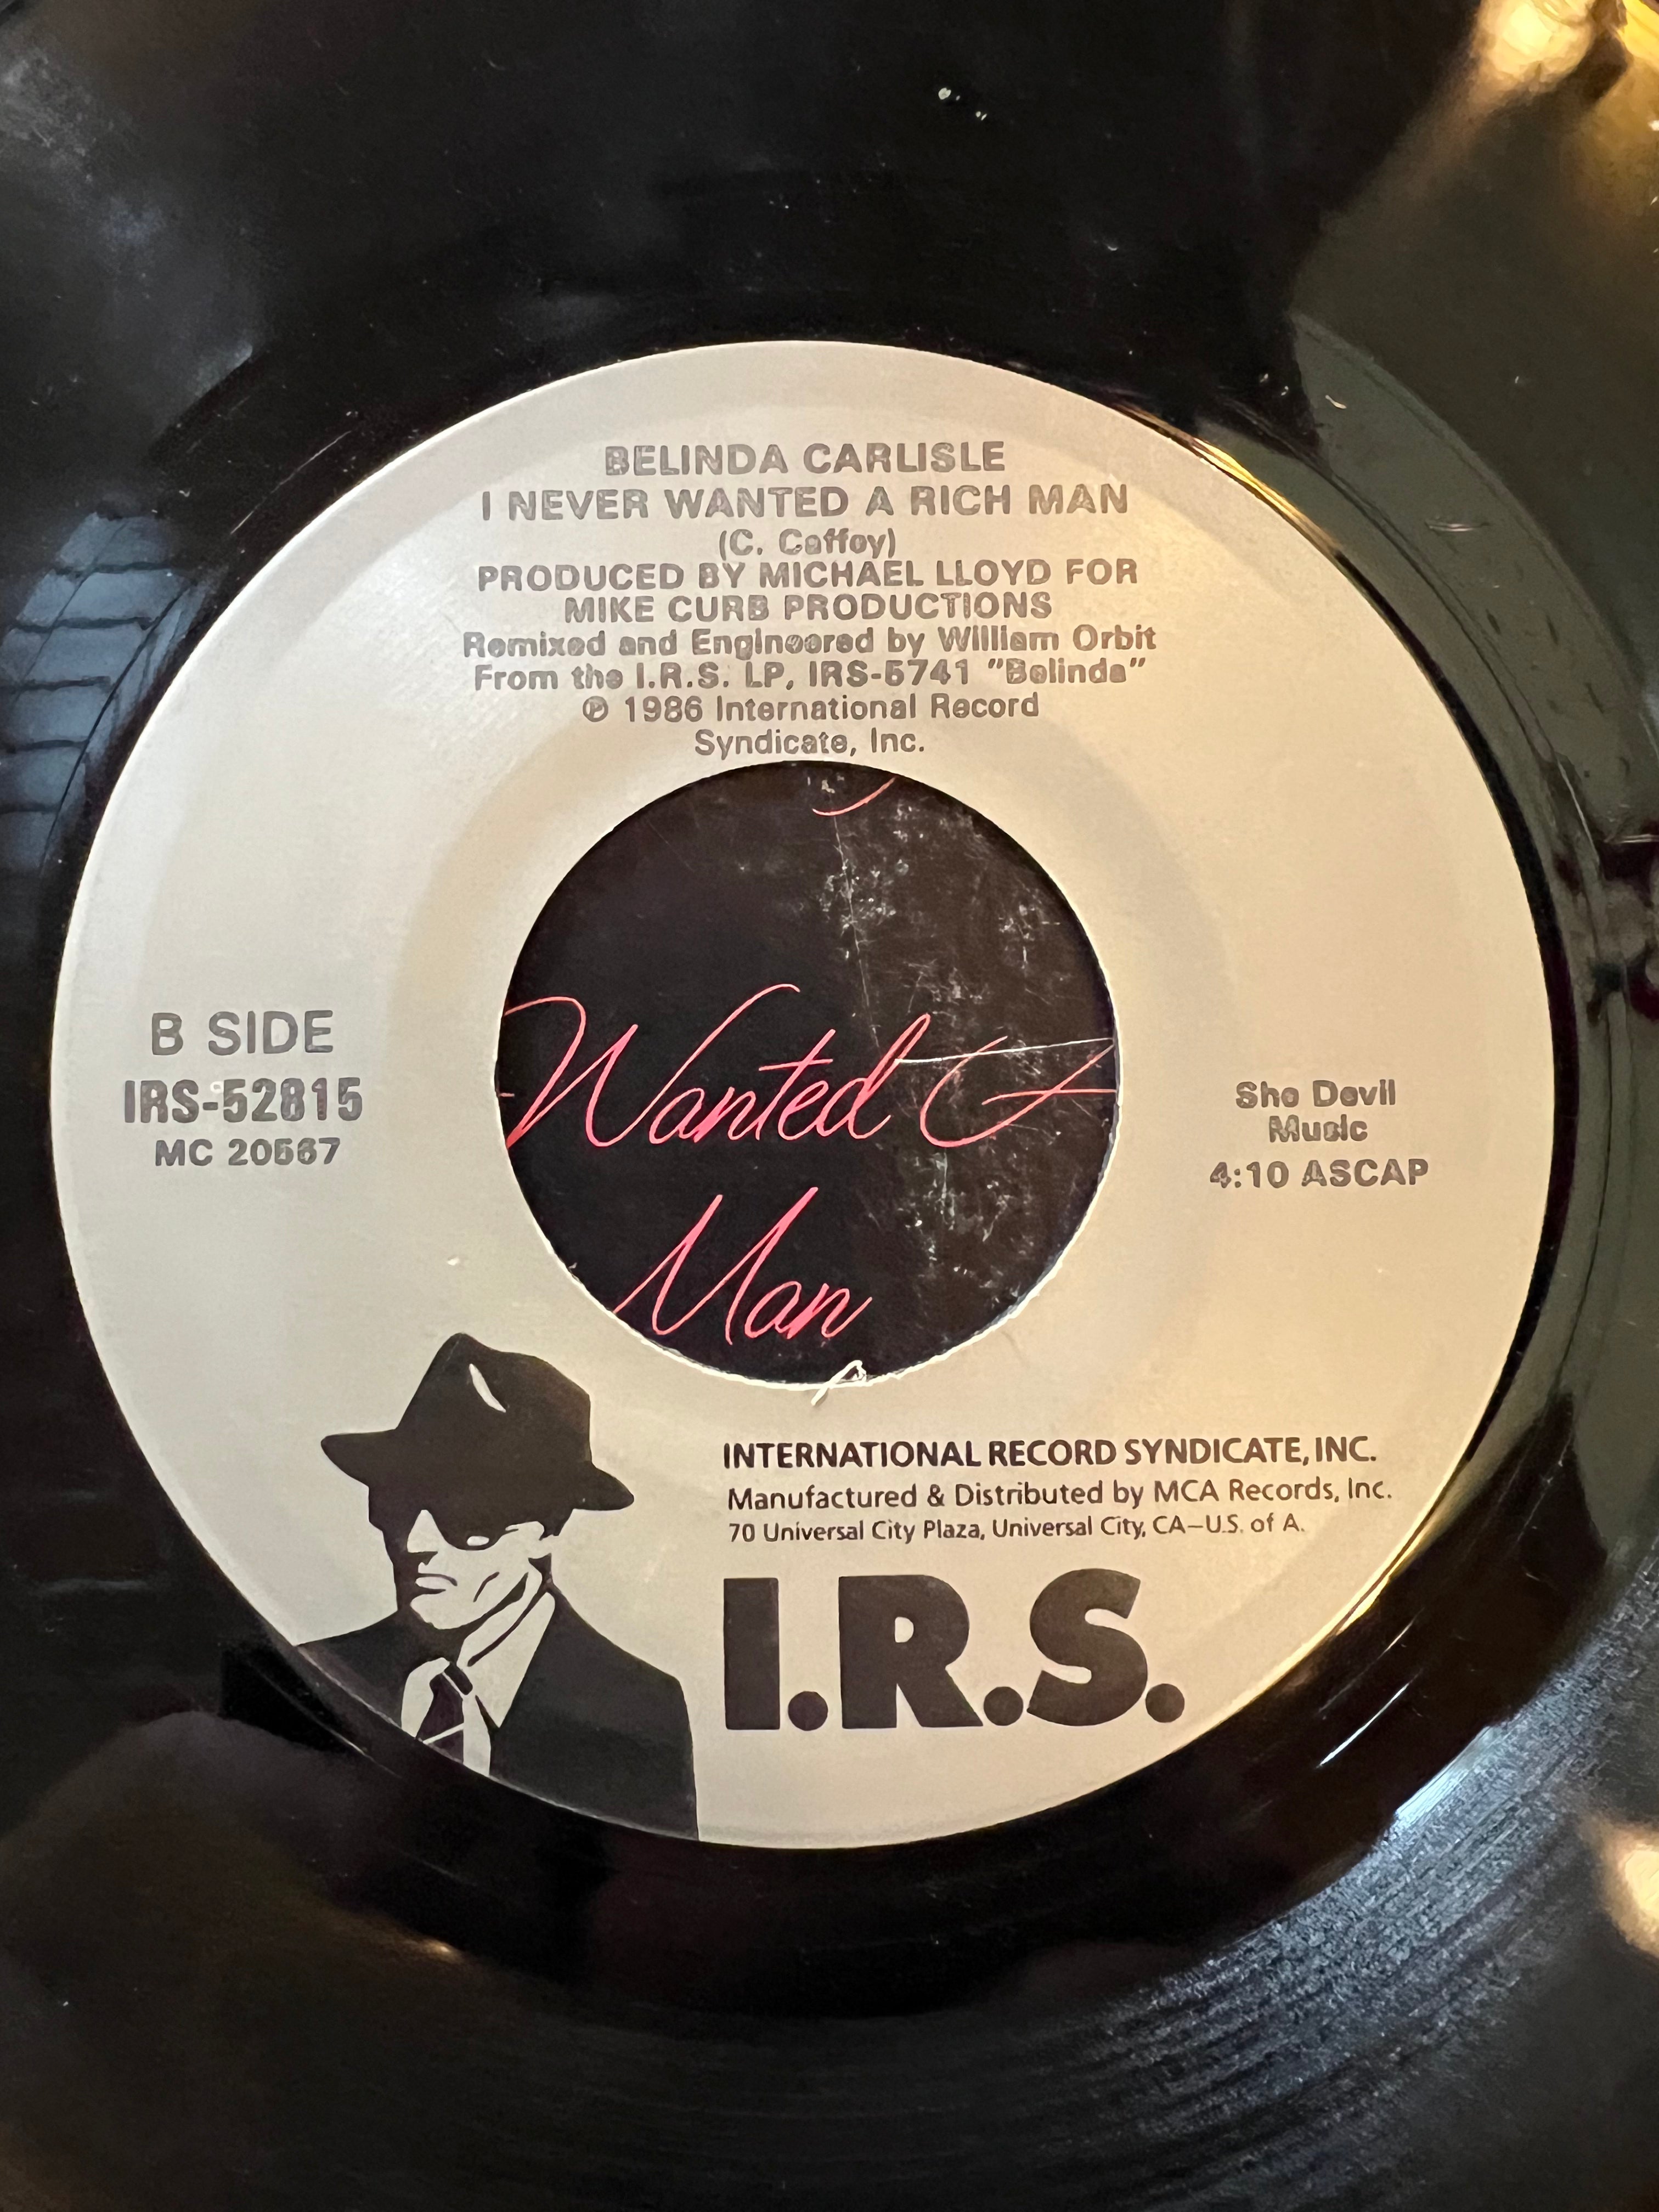 BELINDA CARLISLE
I NEVER WANTED A RICH MAN
(C. Caffoy)
PRODUCED BY MICHAEL LLOYD FOR
MIKE CURB PRODUCTIONS
Remixed and Engineered by William Orbit
From the I.R.S. LP, IRS-5741 "Belinda"
℗ 1986 International Record
Syndicate, Inc.
Wanted A
Man
B SIDE
IRS-52815
MC 20567
She Devil
Music
4:10 ASCAP
INTERNATIONAL RECORD SYNDICATE, INC.
Manufactured & Distributed by MCA Records, Inc.
70 Universal City Plaza, Universal City, CA–U.S. of A.
I.R.S.